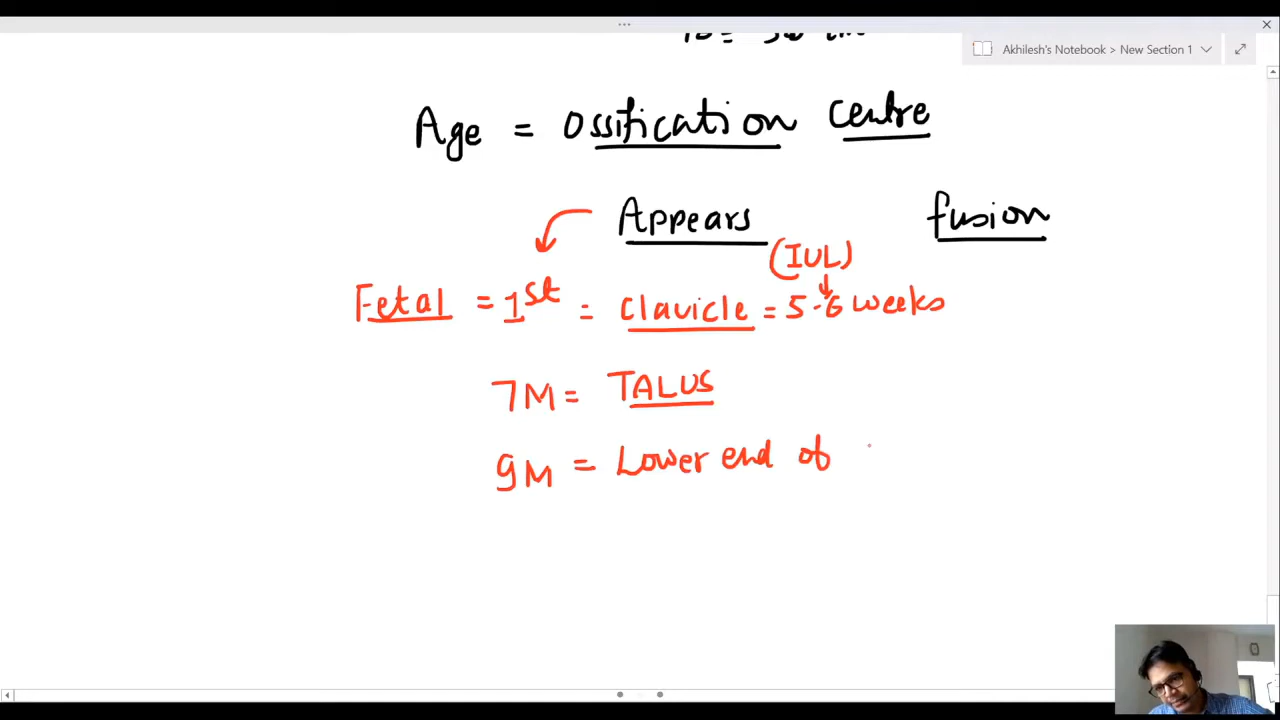 Akhilesh's Notebook > New Section 1
Age = Ossification centre
Appears fusion
(IUL)
Fetal = 1st = clavicle = 5-6 weeks
7M = TALUS
9M = Lower end of